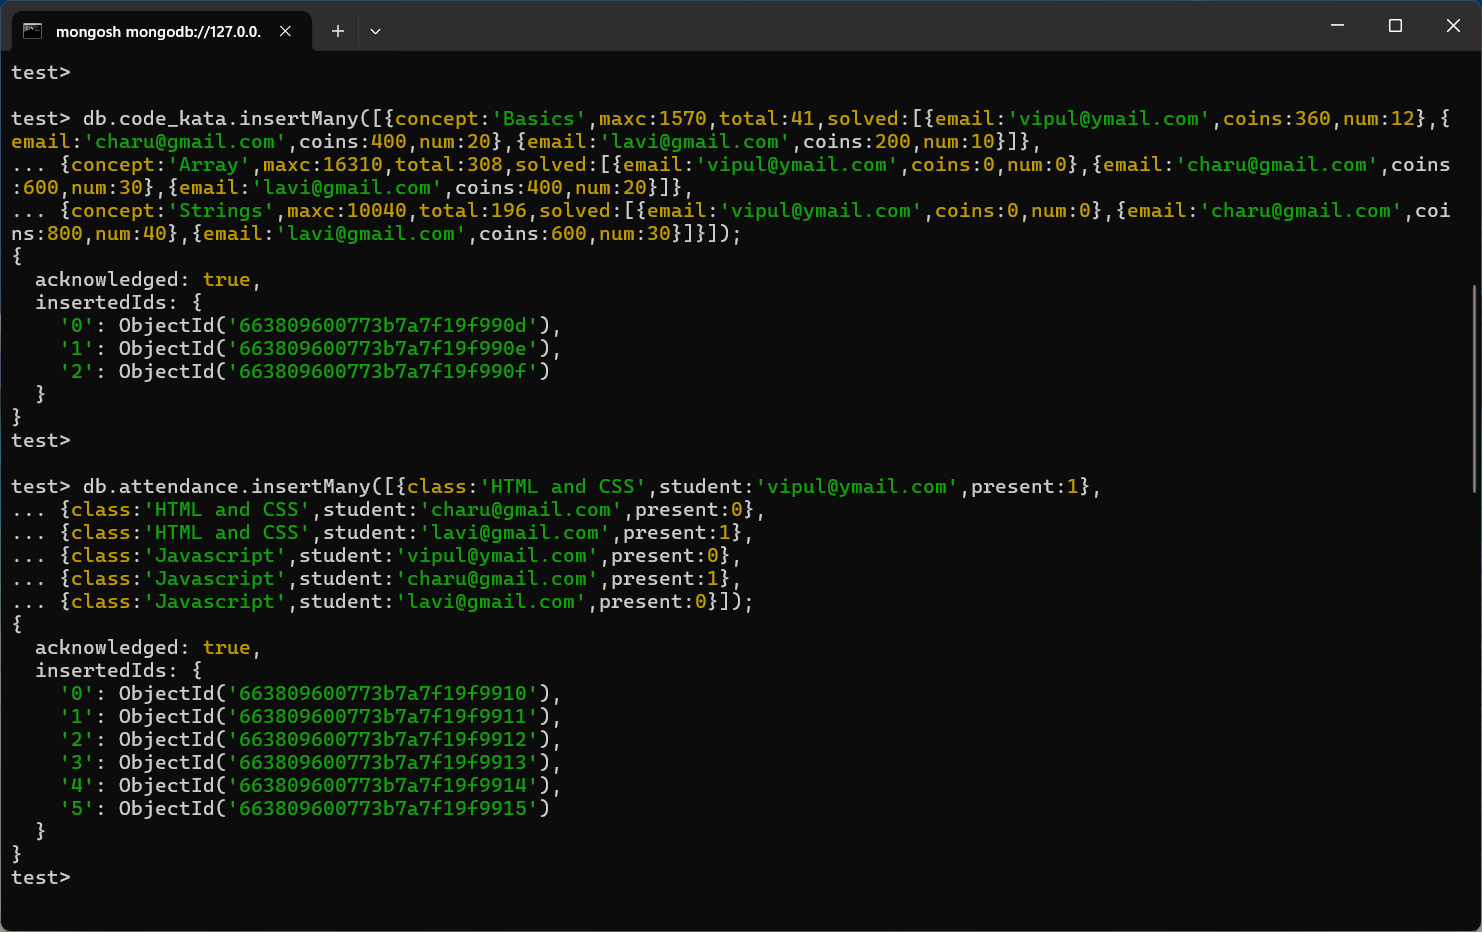 mongosh mongodb://127.0.0.
test>
test> db.code_kata.insertMany([{concept:'Basics',maxc:1570,total:41,solved:[{email:'vipul@ymail.com',coins:360,num:12},{
email:'charu@gmail.com',coins:400,num:20},{email:'lavi@gmail.com',coins:200,num:10}]},
... {concept:'Array',maxc:16310,total:308,solved:[{email:'vipul@ymail.com',coins:0,num:0},{email:'charu@gmail.com',coins
:600,num:30},{email:'lavi@gmail.com',coins:400,num:20}]},
... {concept:'Strings',maxc:10040,total:196,solved:[{email:'vipul@ymail.com',coins:0,num:0},{email:'charu@gmail.com',coi
ns:800,num:40},{email:'lavi@gmail.com',coins:600,num:30}]}]);
{
  acknowledged: true,
  insertedIds: {
    '0': ObjectId('663809600773b7a7f19f990d'),
    '1': ObjectId('663809600773b7a7f19f990e'),
    '2': ObjectId('663809600773b7a7f19f990f')
  }
}
test>
test> db.attendance.insertMany([{class:'HTML and CSS',student:'vipul@ymail.com',present:1},
... {class:'HTML and CSS',student:'charu@gmail.com',present:0},
... {class:'HTML and CSS',student:'lavi@gmail.com',present:1},
... {class:'Javascript',student:'vipul@ymail.com',present:0},
... {class:'Javascript',student:'charu@gmail.com',present:1},
... {class:'Javascript',student:'lavi@gmail.com',present:0}]);
{
  acknowledged: true,
  insertedIds: {
    '0': ObjectId('663809600773b7a7f19f9910'),
    '1': ObjectId('663809600773b7a7f19f9911'),
    '2': ObjectId('663809600773b7a7f19f9912'),
    '3': ObjectId('663809600773b7a7f19f9913'),
    '4': ObjectId('663809600773b7a7f19f9914'),
    '5': ObjectId('663809600773b7a7f19f9915')
  }
}
test>